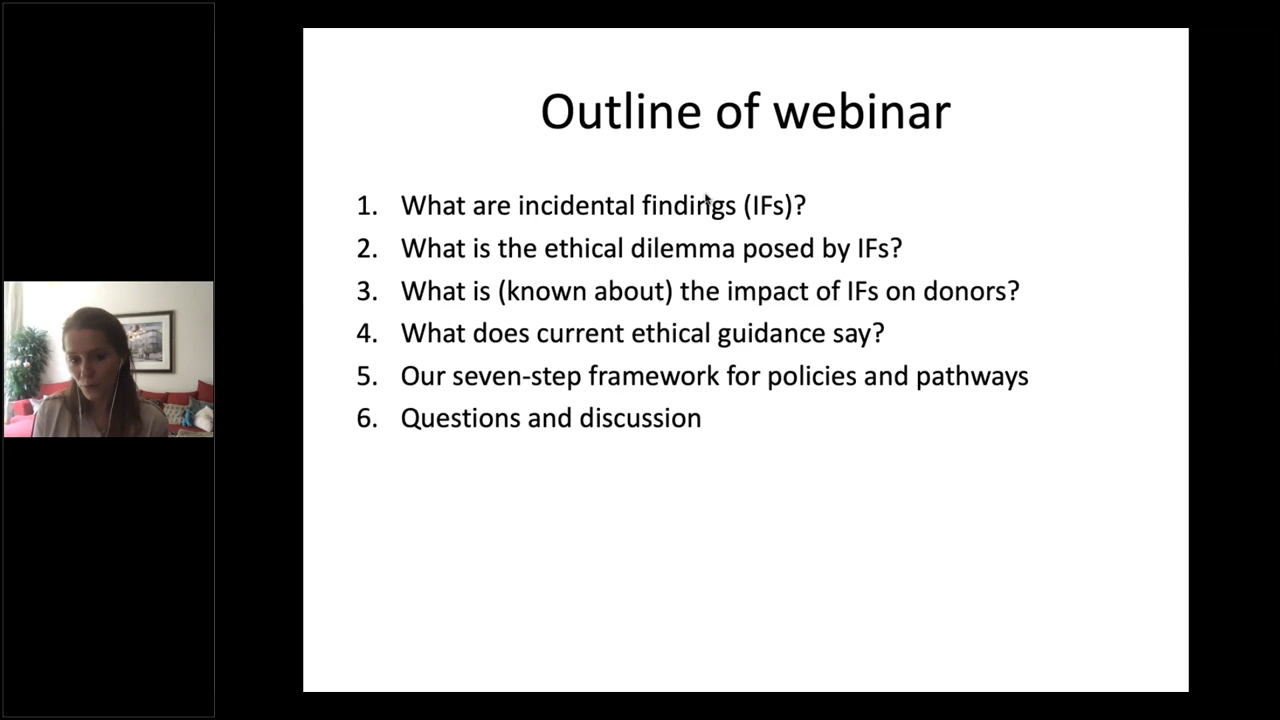 Outline of webinar
1. What are incidental findings (IFs)?
2. What is the ethical dilemma posed by IFs?
3. What is (known about) the impact of IFs on donors?
4. What does current ethical guidance say?
5. Our seven-step framework for policies and pathways
6. Questions and discussion